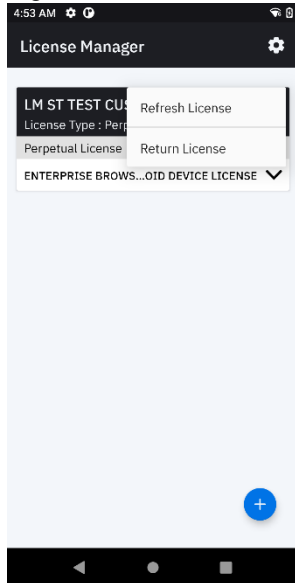 4:53 AM
License Manager
LM ST TEST CUS
Refresh License
License Type : Perp
Perpetual License
Return License
ENTERPRISE BROWS...OID DEVICE LICENSE
+